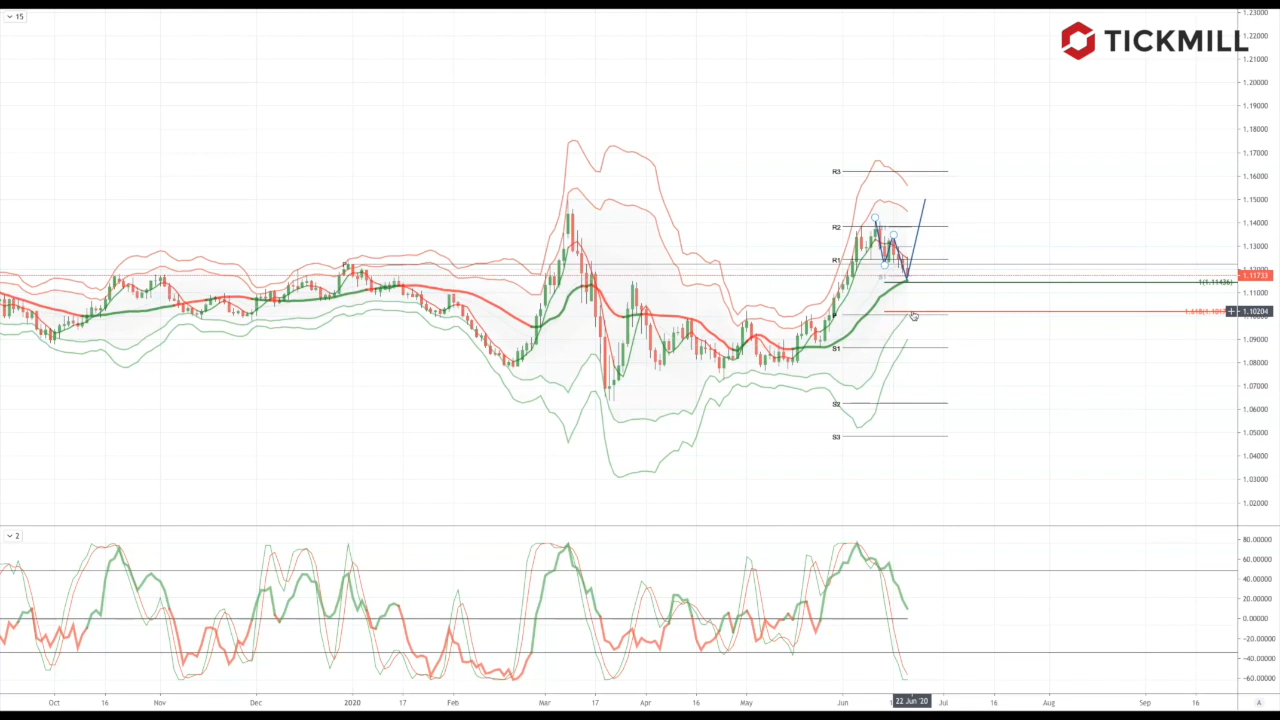 15
TICKMILL
1.23000
1.22000
1.21000
1.20000
1.19000
1.18000
1.17000
1.16000
1.15000
1.14000
1.13000
1.11733
1.11000
1.10204
1.09000
1.08000
1.07000
1.06000
1.05000
1.04000
1.03000
1.02000
R3
R2
R1
1(1.11436)
S1
S2
S3
2
80.00000
60.00000
40.00000
20.00000
0.00000
-20.00000
-40.00000
-60.00000
Oct
16
Nov
Dec
2020
17
Feb
Mar
17
Apr
16
May
Jun
22 Jun '20
Jul
16
Aug
Sep
16
A